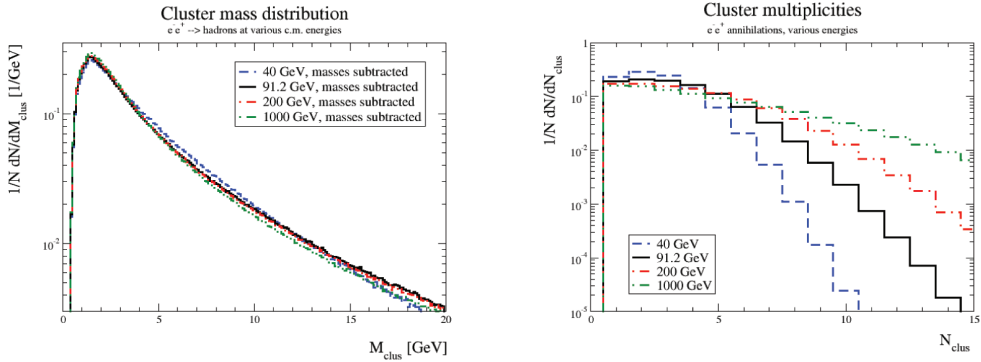 Cluster mass distribution
e⁻e⁺ --> hadrons at various c.m. energies
1/N dN/dM_clus [1/GeV]
10⁻¹
10⁻²
40 GeV, masses subtracted
91.2 GeV, masses subtracted
200 GeV, masses subtracted
1000 GeV, masses subtracted
0 5 10 15 20
M_clus [GeV]
Cluster multiplicities
e⁻e⁺ annihilations, various energies
1/N dN/dN_clus
1
10⁻¹
10⁻²
10⁻³
10⁻⁴
10⁻⁵
40 GeV
91.2 GeV
200 GeV
1000 GeV
0 5 10 15
N_clus